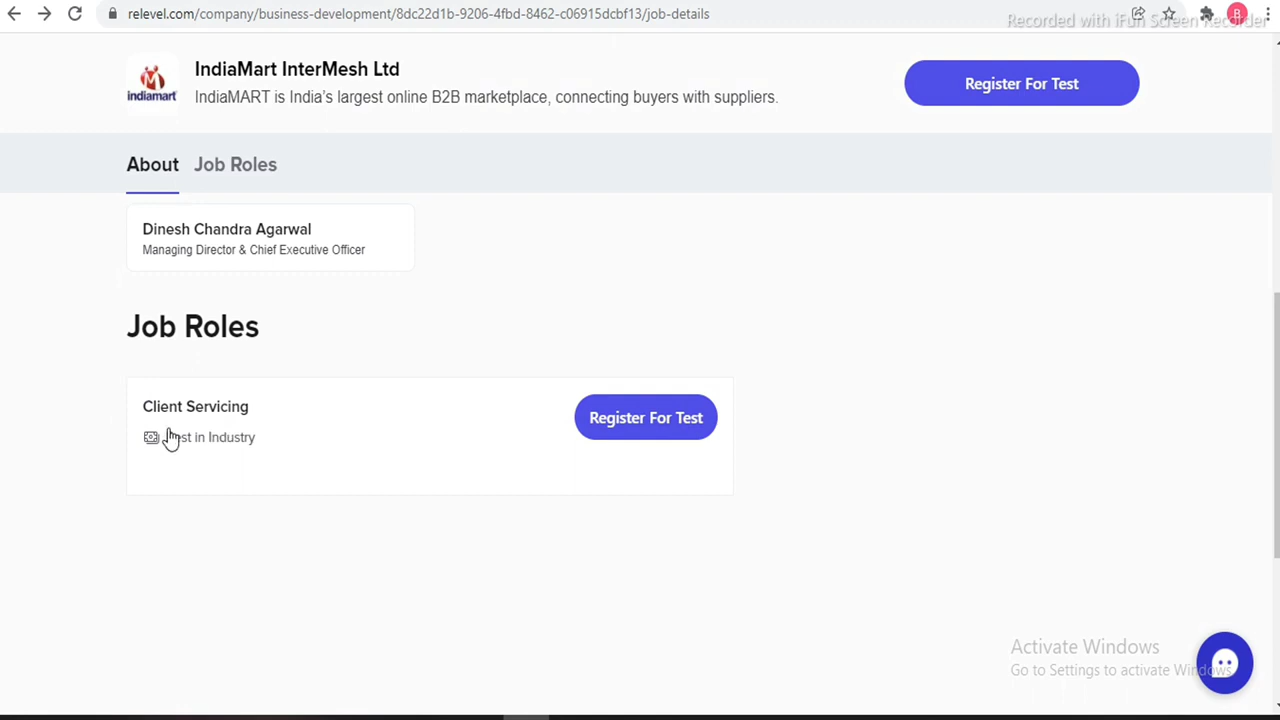 relevel.com/company/business-development/8dc22d1b-9206-4fbd-8462-c06915dcbf13/job-details
B
Recorded with iFun Screen Recorder
IndiaMart InterMesh Ltd
indiamart
IndiaMART is India's largest online B2B marketplace, connecting buyers with suppliers.
Register For Test
About Job Roles
Dinesh Chandra Agarwal
Managing Director & Chief Executive Officer
Job Roles
Client Servicing
Register For Test
in Industry
Activate Windows
Go to Settings to activate Windows.